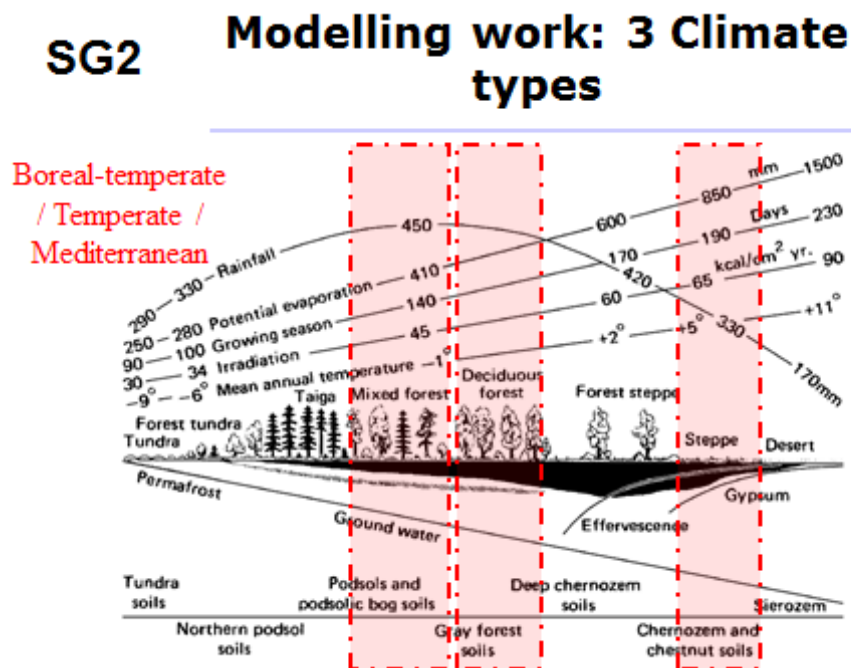 SG2
Modelling work: 3 Climate
types
Boreal-temperate
/ Temperate /
Mediterranean
290 – 330 – Rainfall 450 420 330 170mm
250 – 280 Potential evaporation 410 600 850 mm 1500
90 100 Growing season 140 170 190 Days 230
30 34 Irradiation 45 60 65 kcal/cm² yr. 90
–9° –6° Mean annual temperature –1° +2° +5° +11°
Taiga Mixed forest Deciduous
forest Forest steppe
Forest tundra
Tundra Steppe Desert
Permafrost
Ground water
Effervescence
Gypsum
Tundra
soils
Podsols and
podsolic bog soils
Deep chernozem
soils
Sierozem
Northern podsol
soils
Gray forest
soils
Chernozem and
chestnut soils